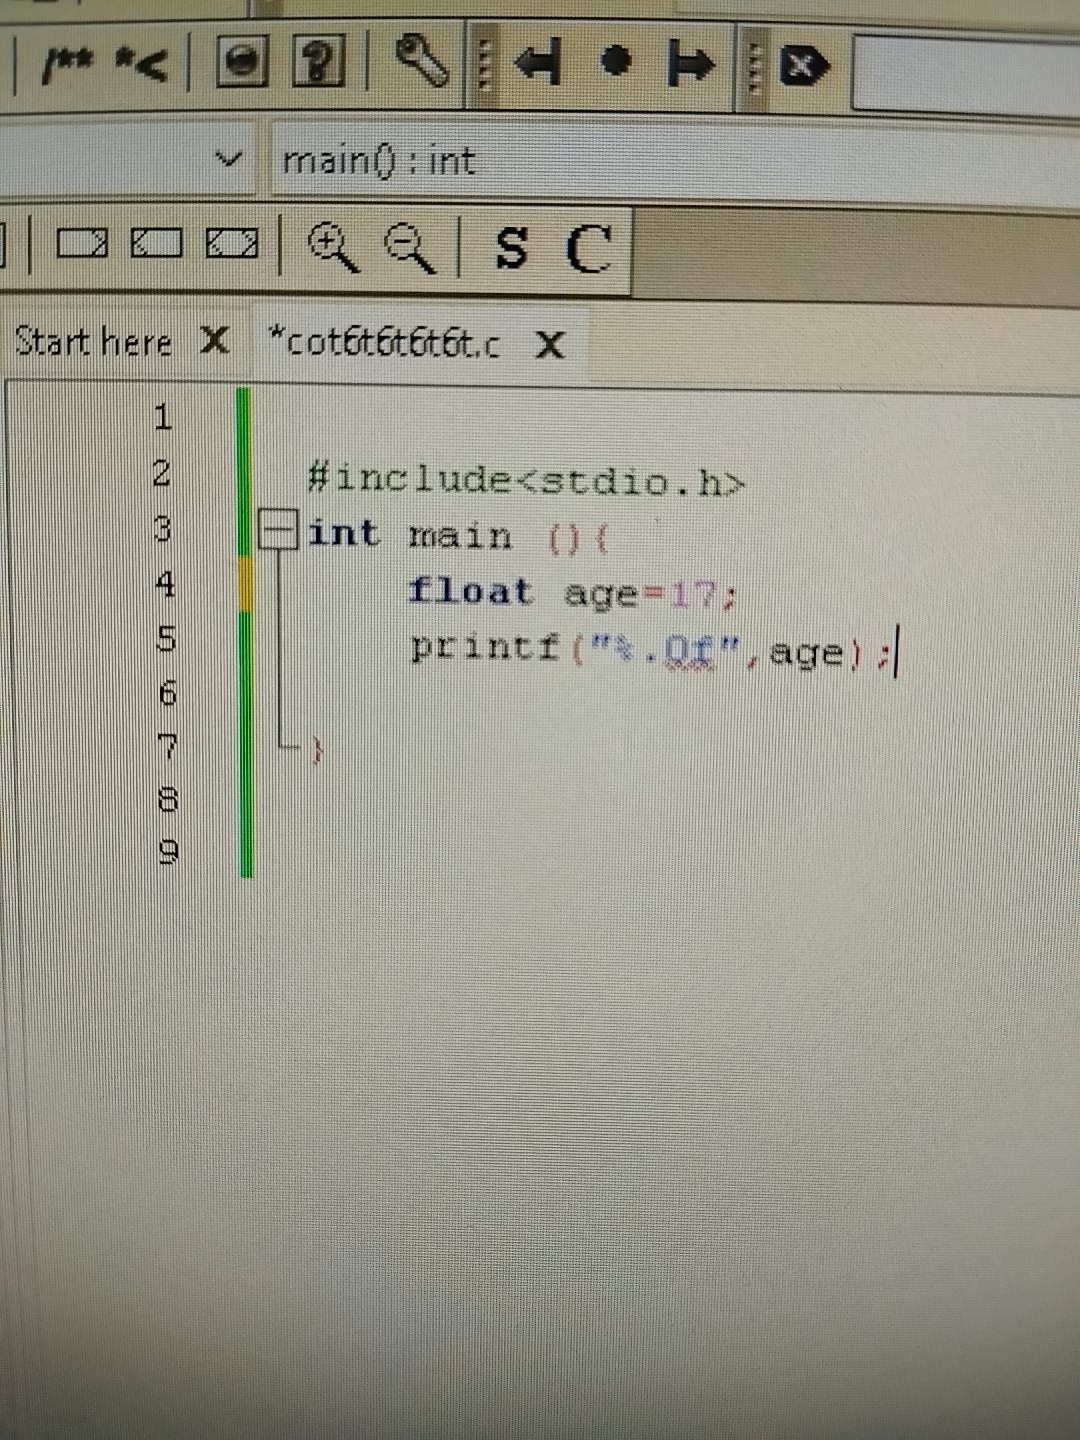 /** *<
main() : int
S C
Start here X *cot6t6t6t6t.c X
1
2 #include<stdio.h>
3 int main (){
4 float age=17;
5 printf("%.0f",age);
6
7 }
8
9